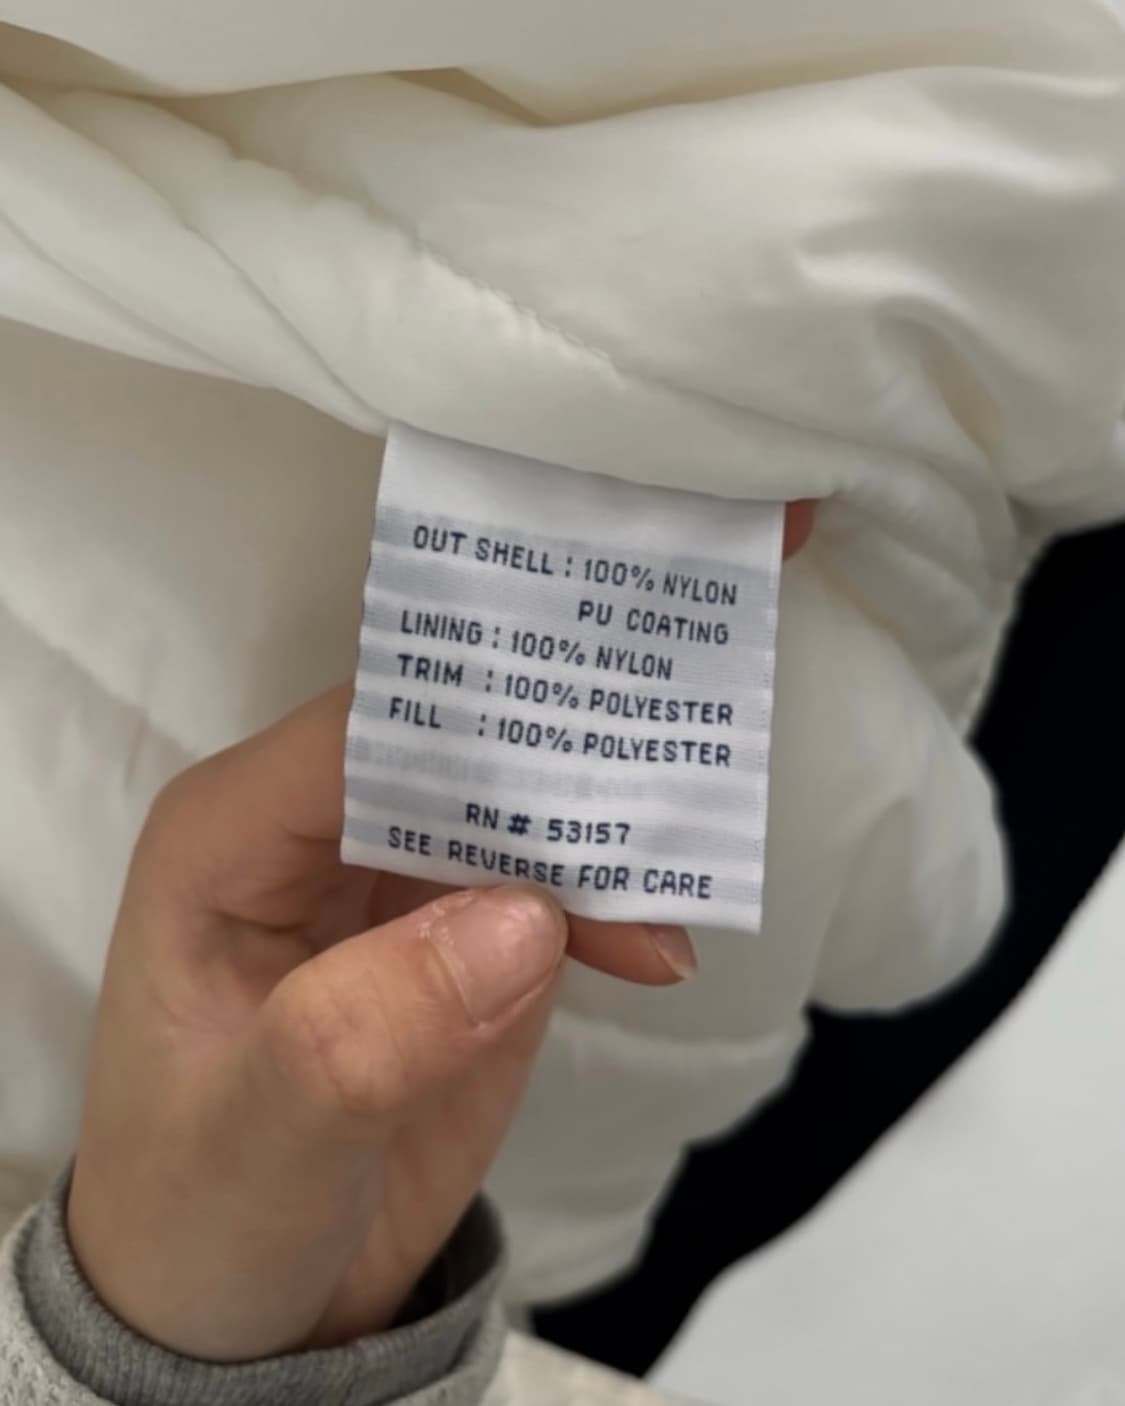 OUT SHELL : 100% NYLON
PU COATING
LINING : 100% NYLON
TRIM : 100% POLYESTER
FILL : 100% POLYESTER
RN # 53157
SEE REVERSE FOR CARE